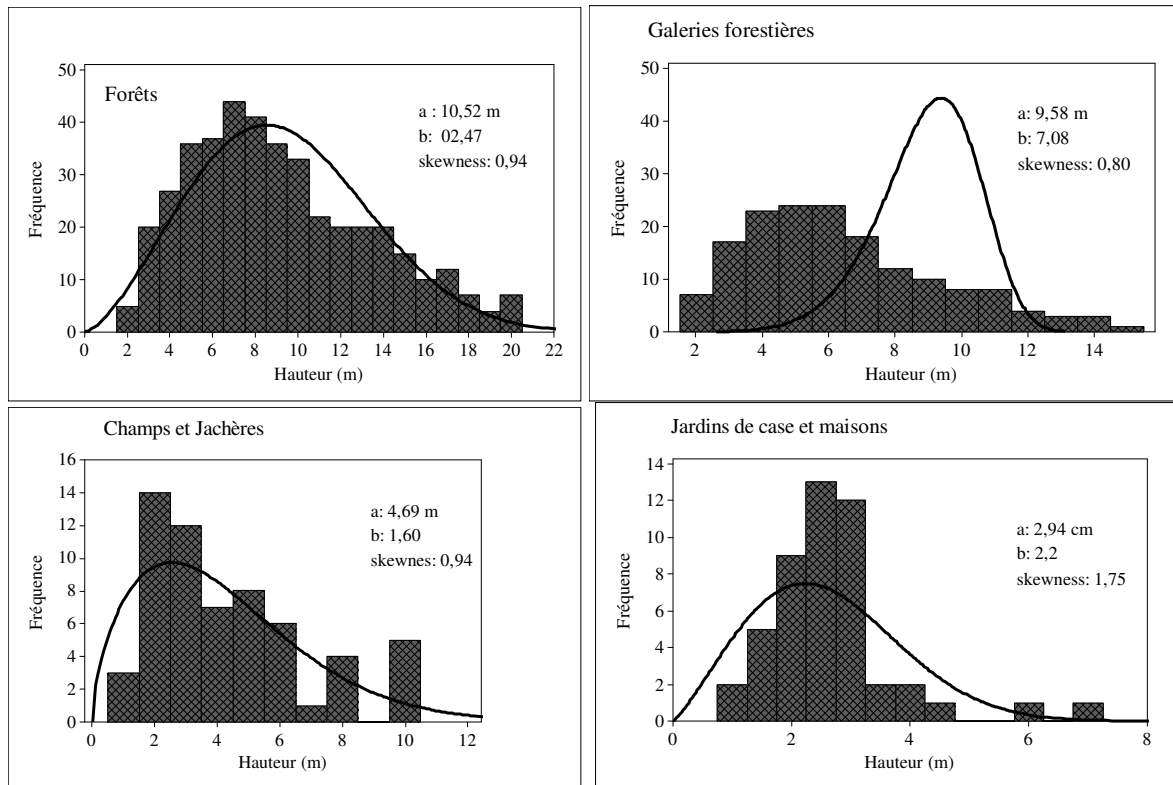 Forêts
a : 10,52 m
b: 02,47
skewness: 0,94
Fréquence
50
40
30
20
10
0
0 2 4 6 8 10 12 14 16 18 20 22
Hauteur (m)
Galeries forestières
a: 9,58 m
b: 7,08
skewness: 0,80
Fréquence
50
40
30
20
10
0
2 4 6 8 10 12 14
Hauteur (m)
Champs et Jachères
a: 4,69 m
b: 1,60
skewnes: 0,94
Fréquence
16
14
12
10
8
6
4
2
0
0 2 4 6 8 10 12
Hauteur (m)
Jardins de case et maisons
a: 2,94 cm
b: 2,2
skewness: 1,75
Fréquence
14
12
10
8
6
4
2
0
0 2 4 6 8
Hauteur (m)